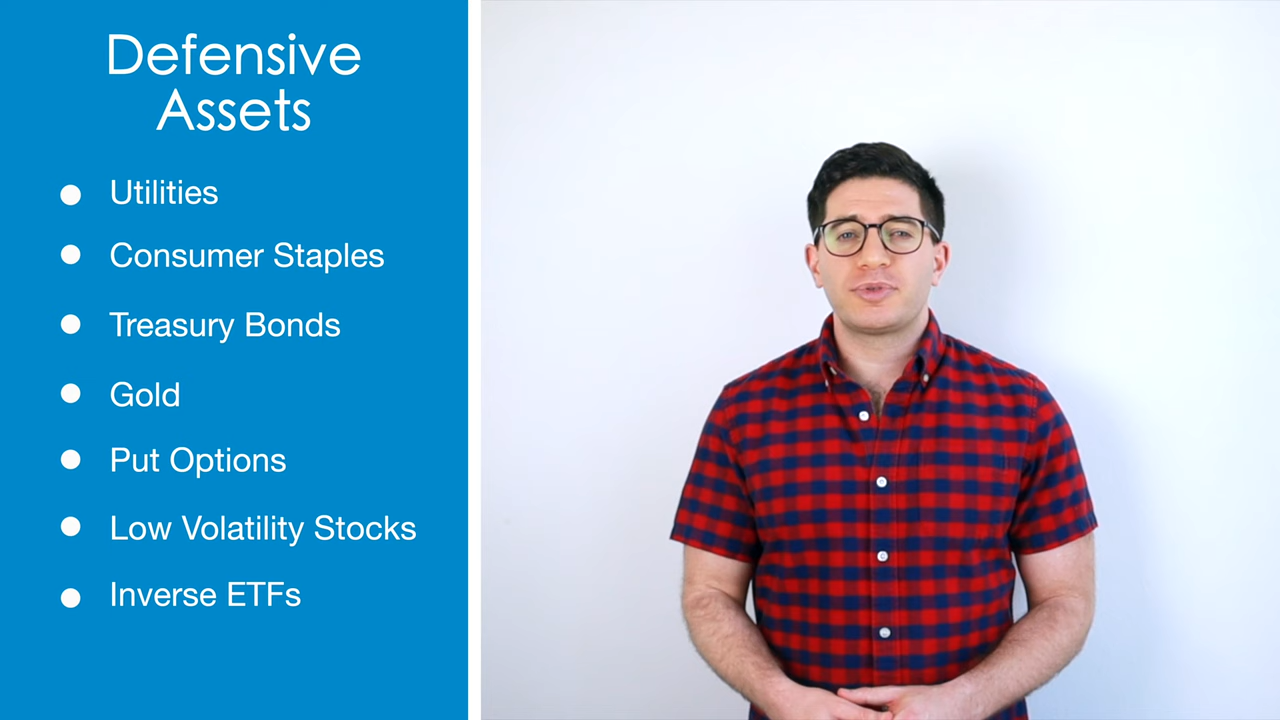 Defensive
Assets
Utilities
Consumer Staples
Treasury Bonds
Gold
Put Options
Low Volatility Stocks
Inverse ETFs